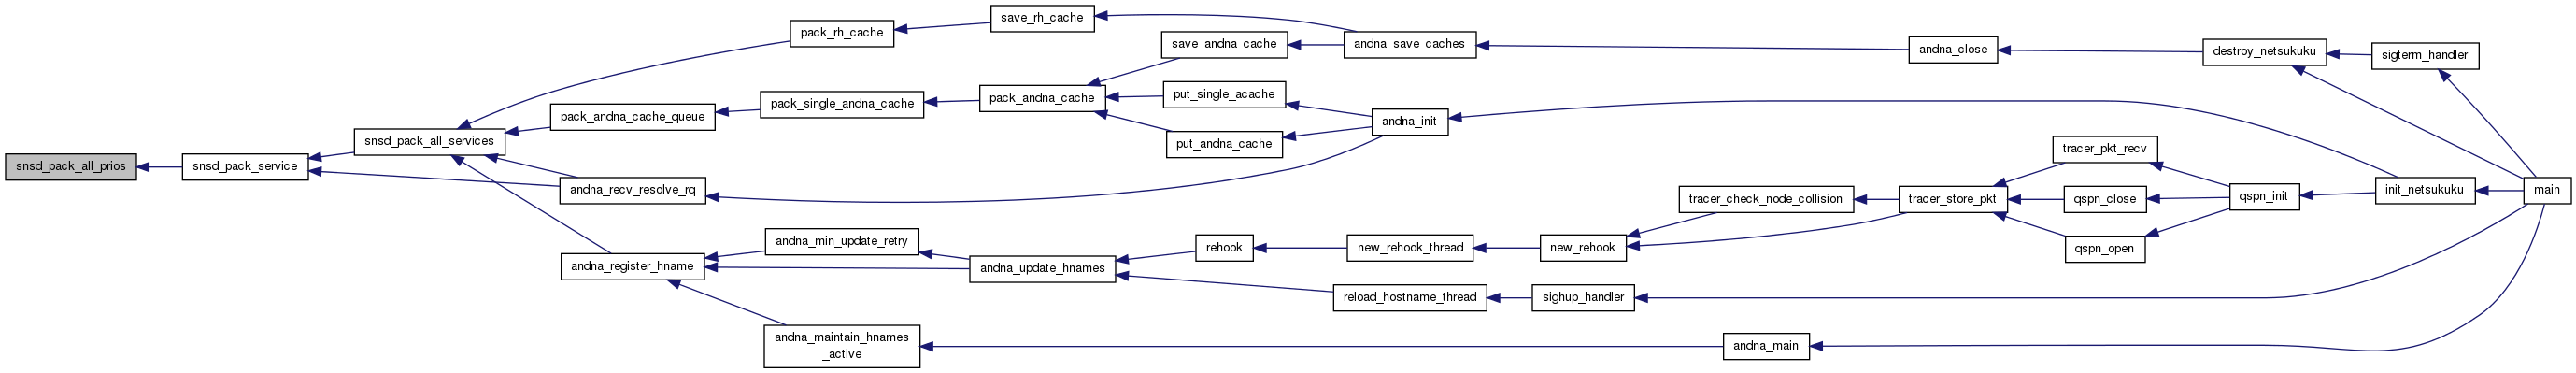 snsd_pack_all_prios
snsd_pack_service
snsd_pack_all_services
pack_rh_cache
save_rh_cache
andna_save_caches
andna_close
destroy_netsukuku
sigterm_handler
main
pack_andna_cache_queue
pack_single_andna_cache
pack_andna_cache
save_andna_cache
put_single_acache
put_andna_cache
andna_init
init_netsukuku
andna_recv_resolve_rq
andna_register_hname
andna_min_update_retry
andna_update_hnames
rehook
new_rehook_thread
new_rehook
tracer_check_node_collision
tracer_store_pkt
tracer_pkt_recv
qspn_close
qspn_open
qspn_init
reload_hostname_thread
sighup_handler
andna_maintain_hnames
_active
andna_main